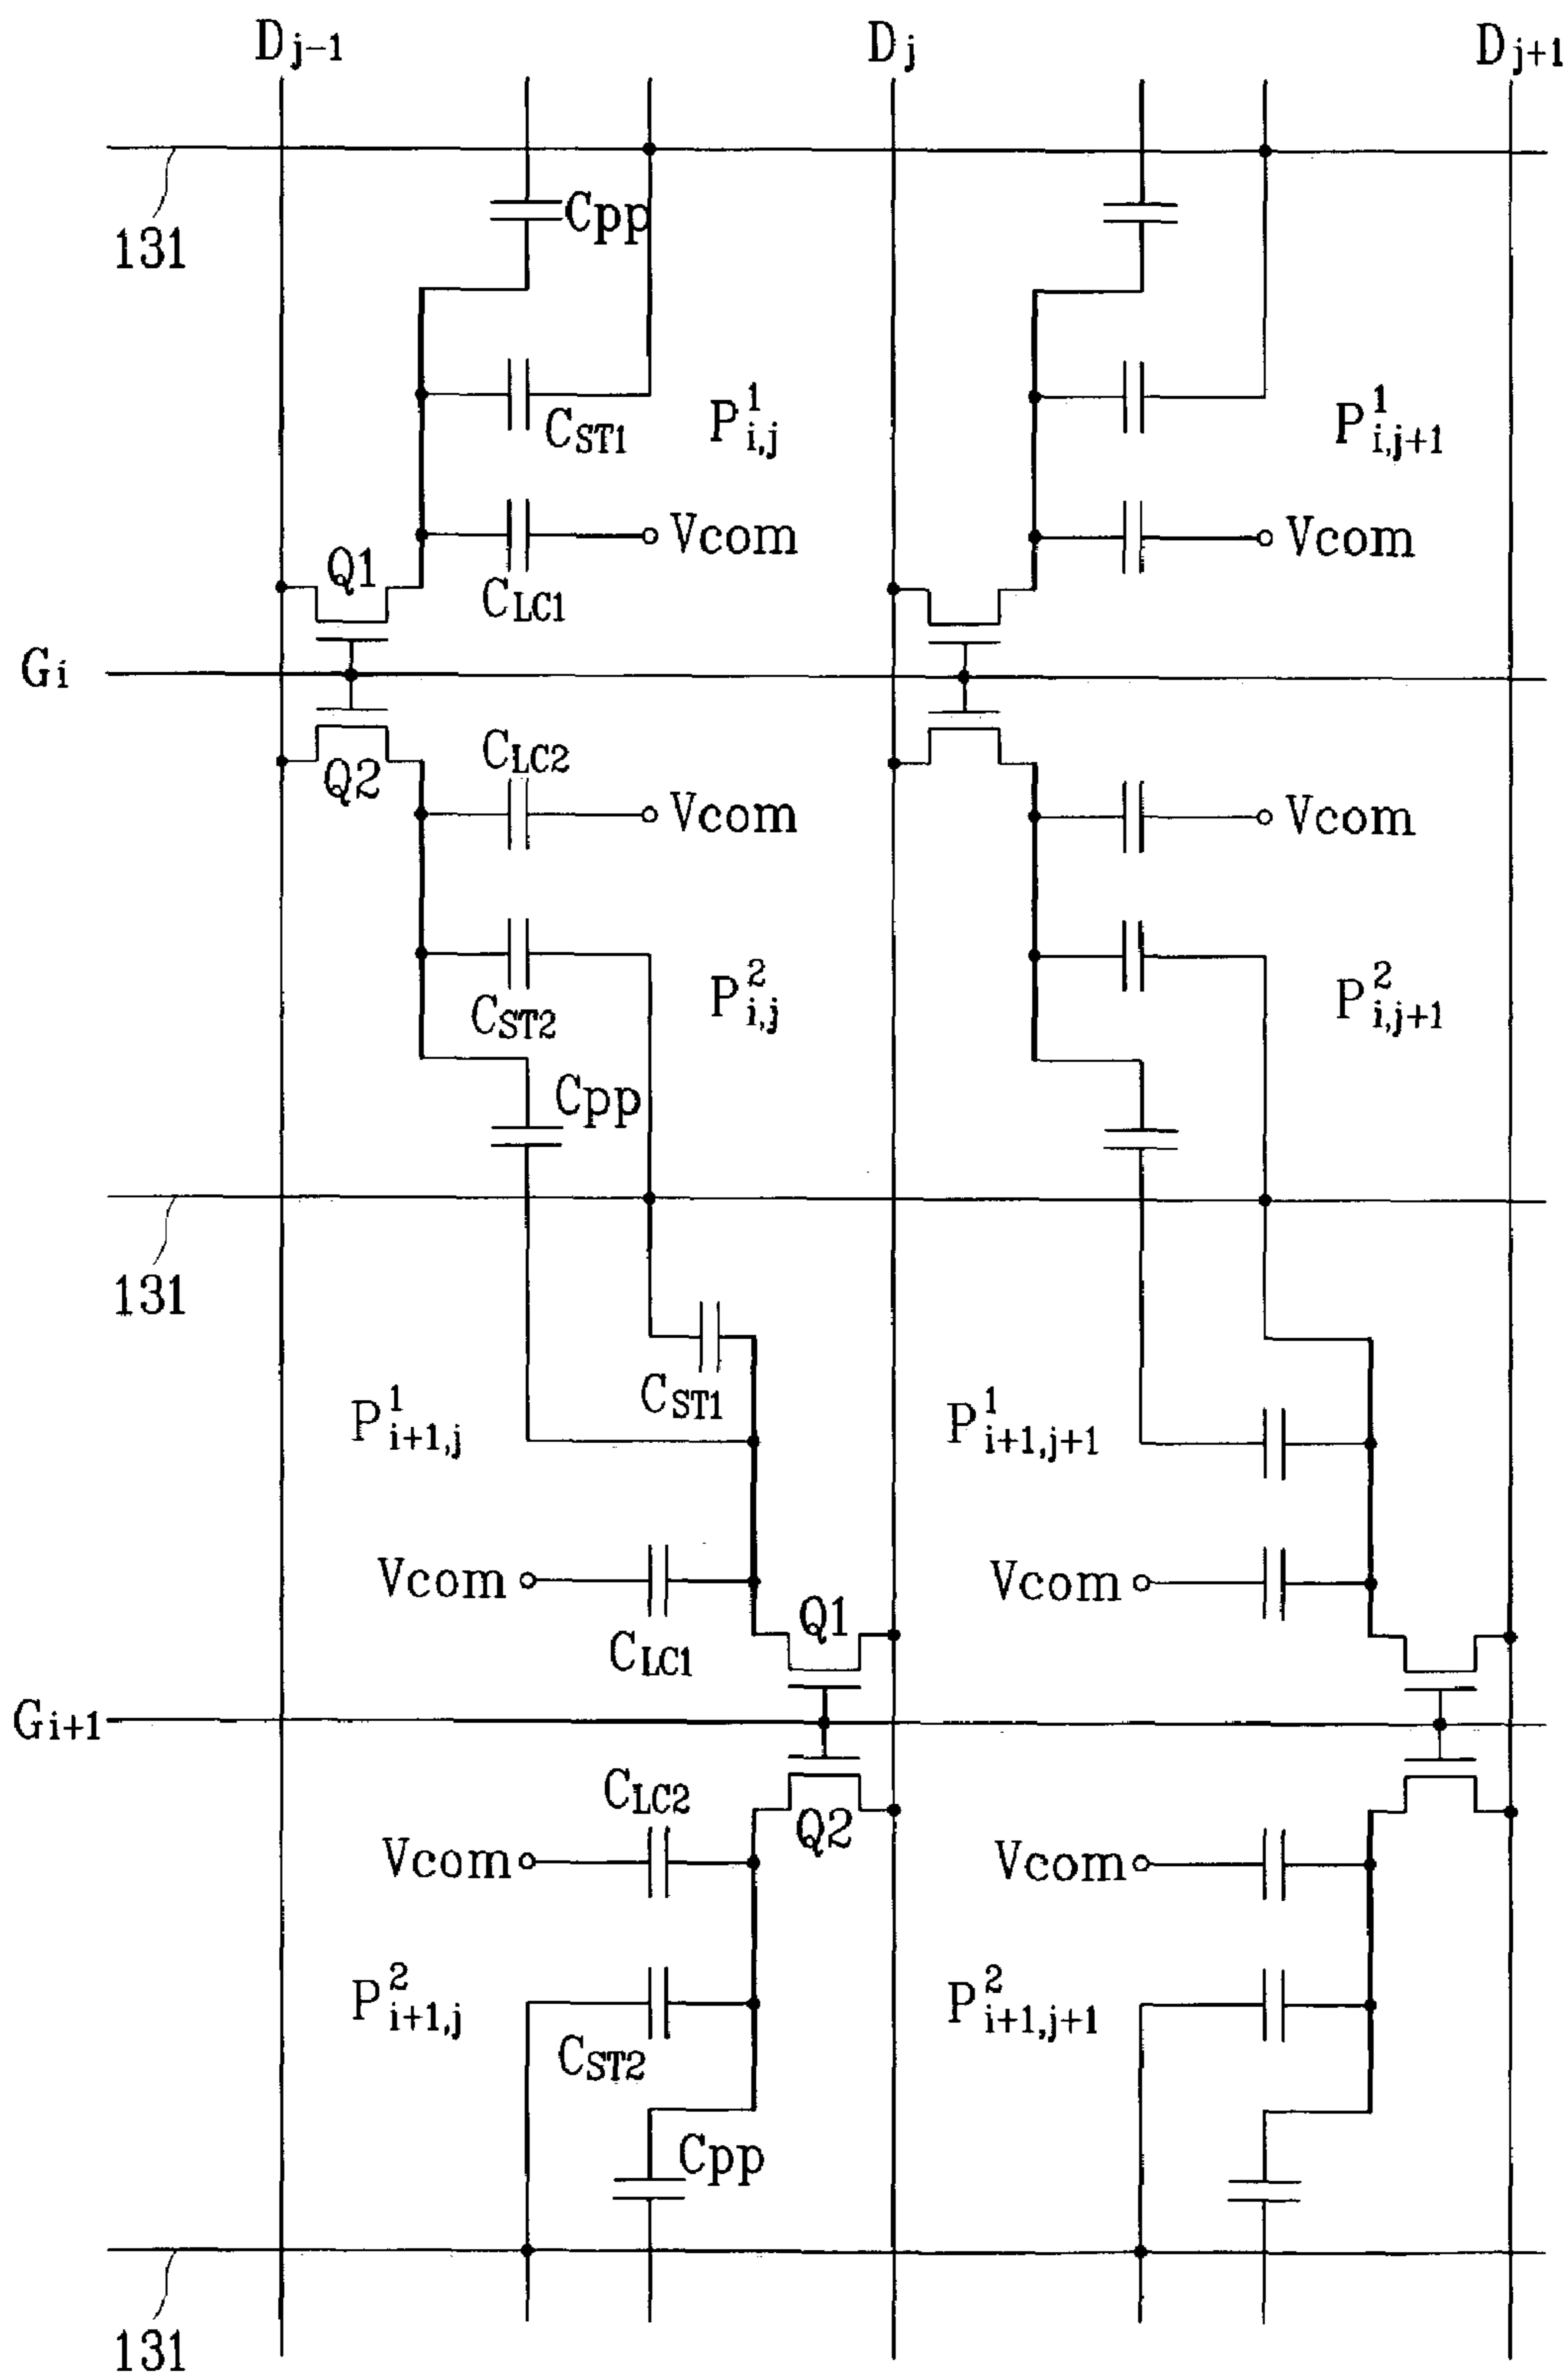 Dj-1 Dj Dj+1
Cpp
131
P¹i,j P¹i,j+1
CST1
Vcom Vcom
Q1
CLC1
Gi
CLC2
Q2
Vcom Vcom
P²i,j P²i,j+1
CST2
Cpp
131
CST1
P¹i+1,j P¹i+1,j+1
Vcom Vcom
Q1
CLC1
Gi+1
CLC2
Q2
Vcom Vcom
P²i+1,j P²i+1,j+1
CST2
Cpp
131